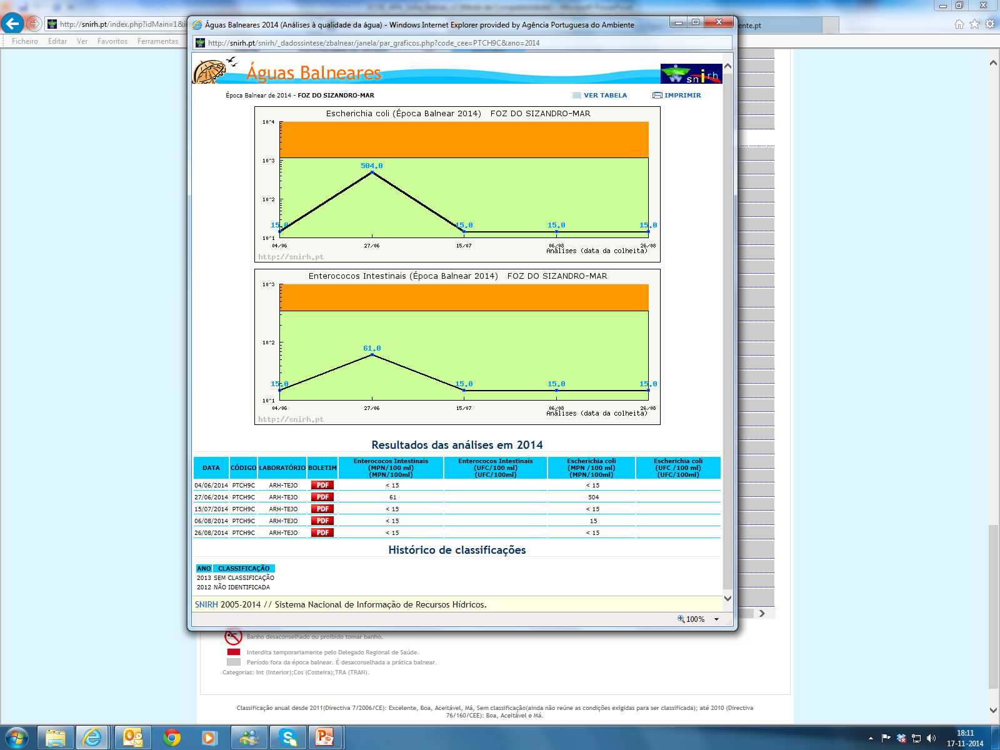 http://snirh.pt/index.php?idMain=1&i
ente.pt
Ficheiro Editar Ver Favoritos Ferramentas
Águas Balneares 2014 (Análises à qualidade da água) - Windows Internet Explorer provided by Agência Portuguesa do Ambiente
http://snirh.pt/snirh/_dadossintese/zbalnear/janela/par_graficos.php?code_cee=PTCH9C&ano=2014
Águas Balneares
snirh
Época Balnear de 2014 - FOZ DO SIZANDRO-MAR
VER TABELA
IMPRIMIR
Escherichia coli (Época Balnear 2014) FOZ DO SIZANDRO-MAR
10^4
10^3
504.0
10^2
15.0 15.0 15.0 15.0
10^1
04/06 27/06 15/07 06/08 26/08
Análises (data da colheita)
http://snirh.pt
Enterococos Intestinais (Época Balnear 2014) FOZ DO SIZANDRO-MAR
10^3
10^2
61.0
15.0 15.0 15.0 15.0
10^1
04/06 27/06 15/07 06/08 26/08
Análises (data da colheita)
http://snirh.pt
Resultados das análises em 2014
DATA CÓDIGO LABORATÓRIO BOLETIM Enterococos Intestinais (MPN/100 ml) (MPN/100ml) Enterococos Intestinais (UFC/100 ml) (UFC/100ml) Escherichia coli (MPN /100 ml) (MPN/100ml) Escherichia coli (UFC /100 ml) (UFC/100ml)
04/06/2014 PTCH9C ARH-TEJO PDF < 15 < 15
27/06/2014 PTCH9C ARH-TEJO PDF 61 504
15/07/2014 PTCH9C ARH-TEJO PDF < 15 < 15
06/08/2014 PTCH9C ARH-TEJO PDF < 15 15
26/08/2014 PTCH9C ARH-TEJO PDF < 15 < 15
Histórico de classificações
ANO CLASSIFICAÇÃO
2013 SEM CLASSIFICAÇÃO
2012 NÃO IDENTIFICADA
SNIRH 2005-2014 // Sistema Nacional de Informação de Recursos Hídricos.
100%
Banho desaconselhado ou proibido tomar banho.
Interdita temporariamente pelo Delegado Regional de Saúde.
Período fora da época balnear. É desaconselhada a prática balnear.
Categorias: Int (Interior);Cos (Costeira);TRA (TRAN).
Classificação anual desde 2011(Directiva 7/2006/CE): Excelente, Boa, Aceitável, Má, Sem classificação(ainda não reúne as condições exigidas para ser classificada); até 2010 (Directiva
76/160/CEE): Boa, Aceitável e Má.
18:11
17-11-2014